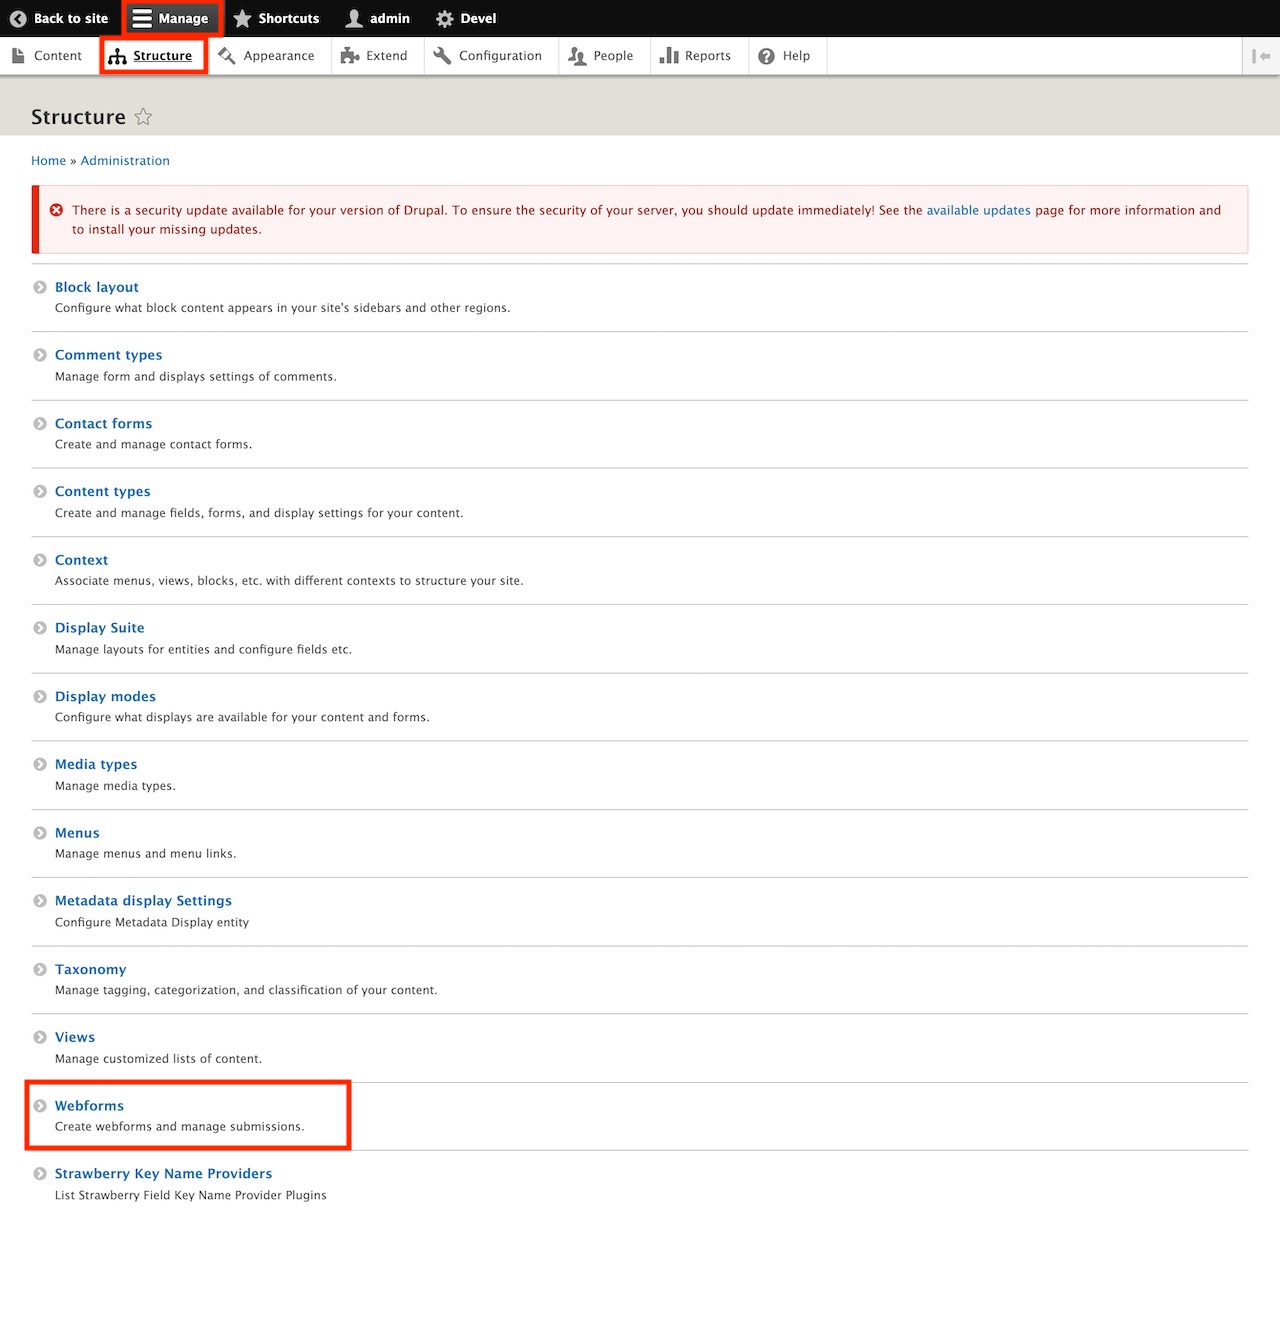 Back to site Manage Shortcuts admin Devel
Content Structure Appearance Extend Configuration People Reports Help
Structure
Home » Administration
There is a security update available for your version of Drupal. To ensure the security of your server, you should update immediately! See the available updates page for more information and
to install your missing updates.
Block layout
Configure what block content appears in your site's sidebars and other regions.
Comment types
Manage form and displays settings of comments.
Contact forms
Create and manage contact forms.
Content types
Create and manage fields, forms, and display settings for your content.
Context
Associate menus, views, blocks, etc. with different contexts to structure your site.
Display Suite
Manage layouts for entities and configure fields etc.
Display modes
Configure what displays are available for your content and forms.
Media types
Manage media types.
Menus
Manage menus and menu links.
Metadata display Settings
Configure Metadata Display entity
Taxonomy
Manage tagging, categorization, and classification of your content.
Views
Manage customized lists of content.
Webforms
Create webforms and manage submissions.
Strawberry Key Name Providers
List Strawberry Field Key Name Provider Plugins